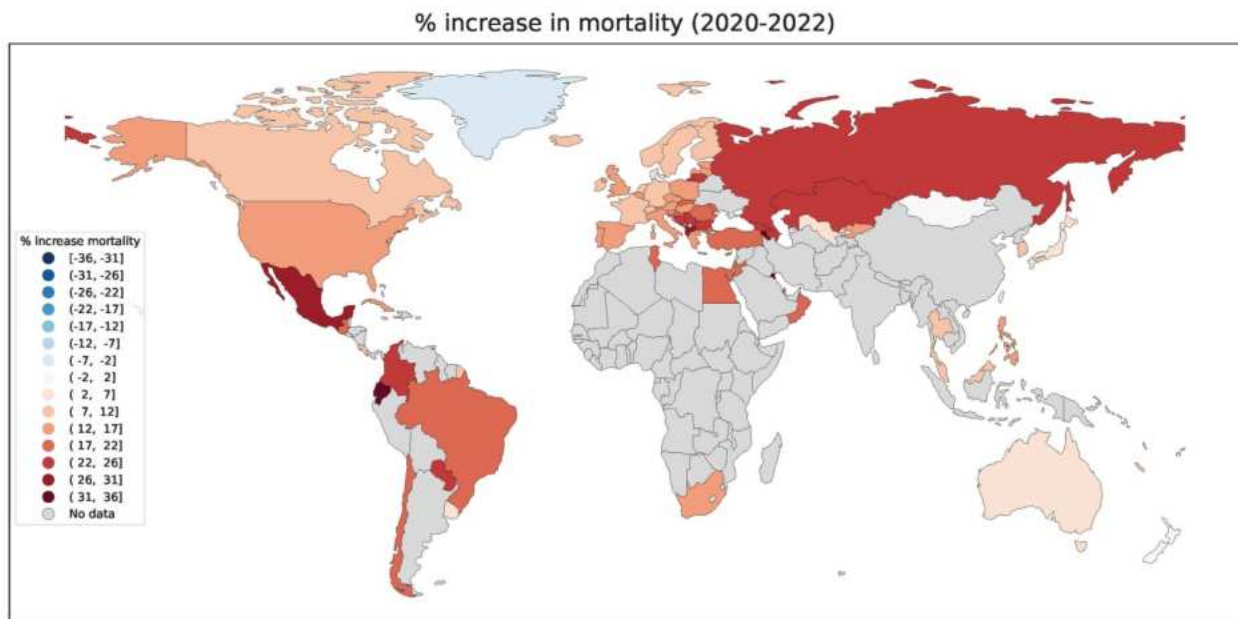 % increase in mortality (2020-2022)
% Increase mortality
[-36, -31]
(-31, -26]
(-26, -22]
(-22, -17]
(-17, -12]
(-12, -7]
( -7, -2]
( -2, 2]
( 2, 7]
( 7, 12]
( 12, 17]
( 17, 22]
( 22, 26]
( 26, 31]
( 31, 36]
No data